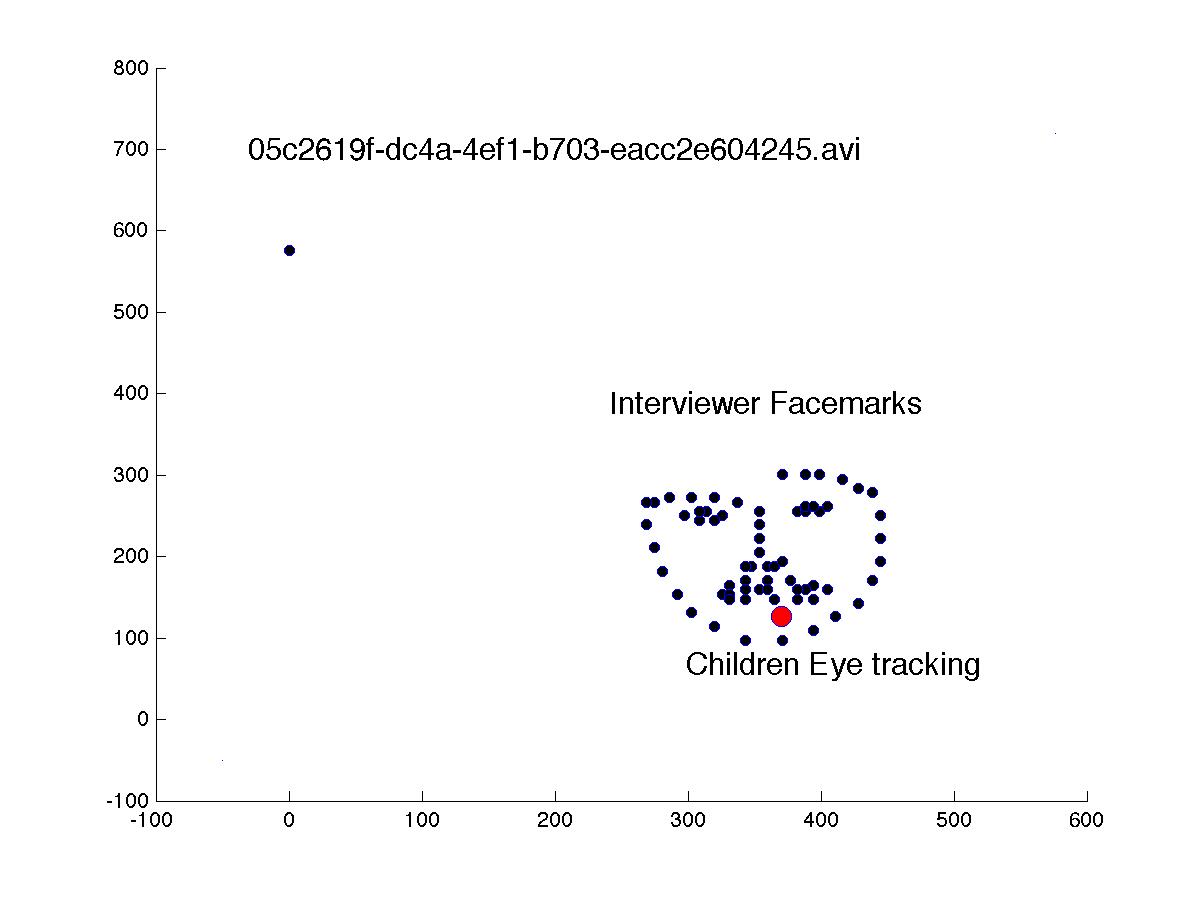 800
700
05c2619f-dc4a-4ef1-b703-eacc2e604245.avi
600
500
400
Interviewer Facemarks
300
200
100
Children Eye tracking
0
-100
-100 0 100 200 300 400 500 600